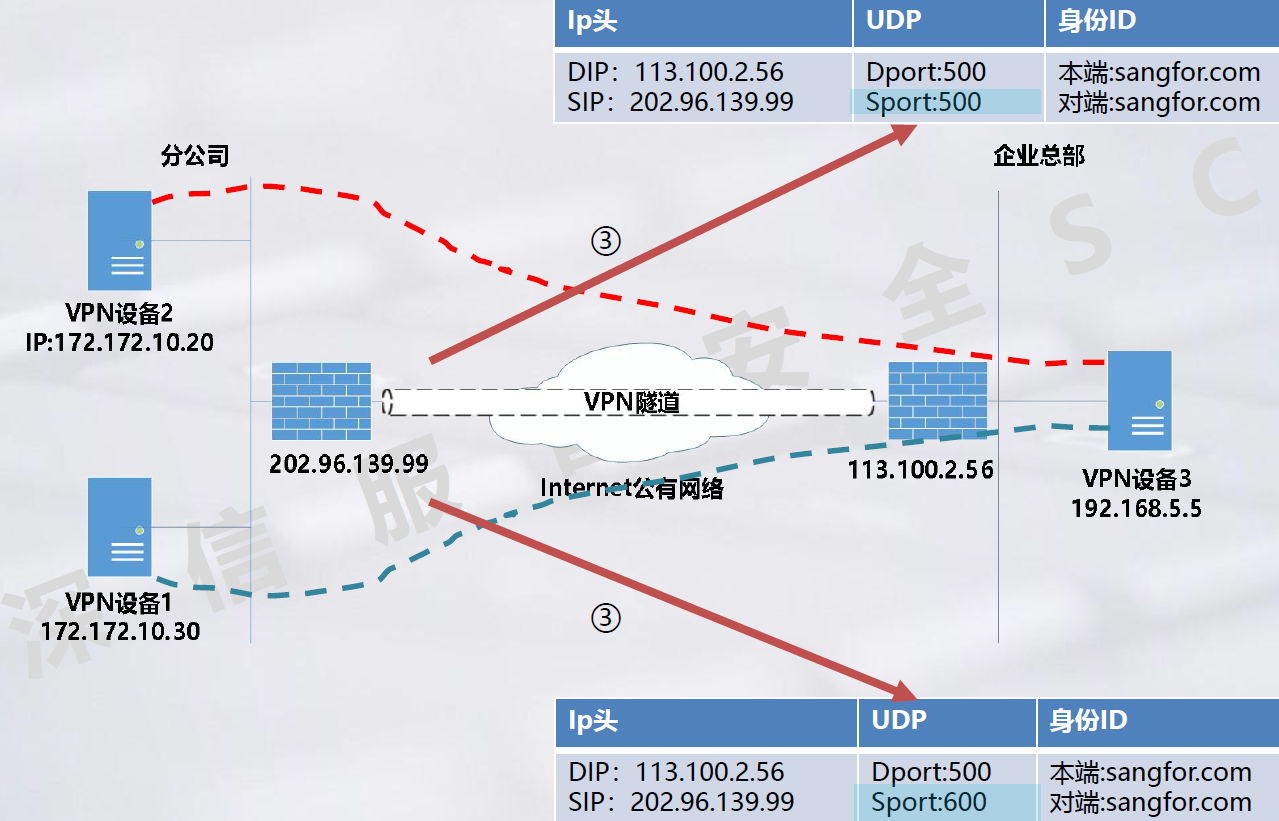 Ip头 UDP 身份ID
DIP：113.100.2.56 Dport:500 本端:sangfor.com
SIP：202.96.139.99 Sport:500 对端:sangfor.com
分公司
企业总部
③
VPN设备2
IP:172.172.10.20
VPN隧道
202.96.139.99
113.100.2.56
Internet公有网络
VPN设备3
192.168.5.5
VPN设备1
172.172.10.30
③
Ip头 UDP 身份ID
DIP：113.100.2.56 Dport:500 本端:sangfor.com
SIP：202.96.139.99 Sport:600 对端:sangfor.com
深信服 安全SC